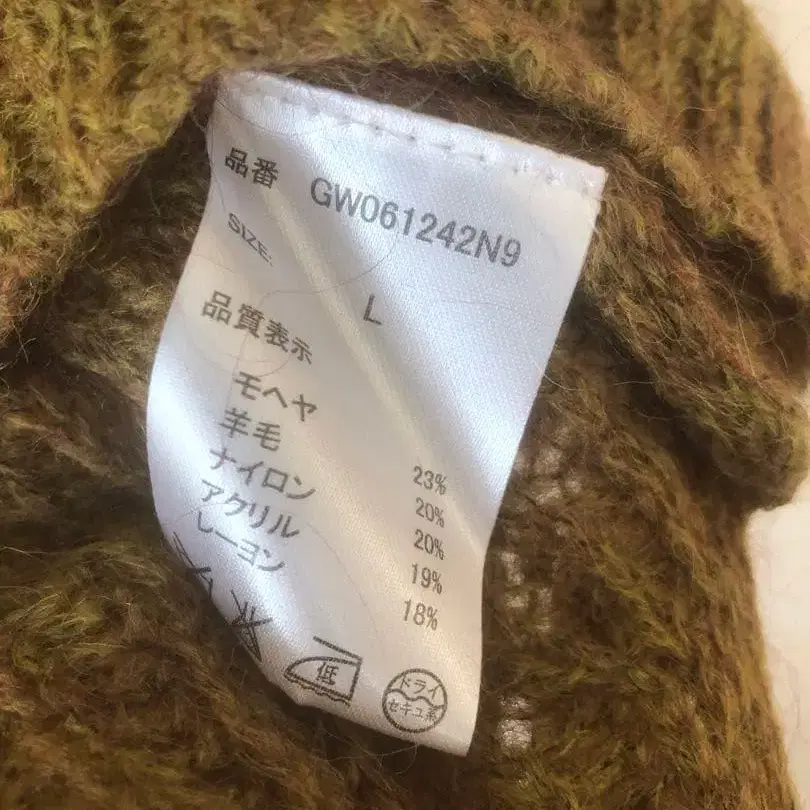 品番 GW061242N9
SIZE:
L
品質表示
モヘヤ 23%
羊毛 20%
ナイロン 20%
アクリル 19%
レーヨン 18%
低
ドライ
セキユ系